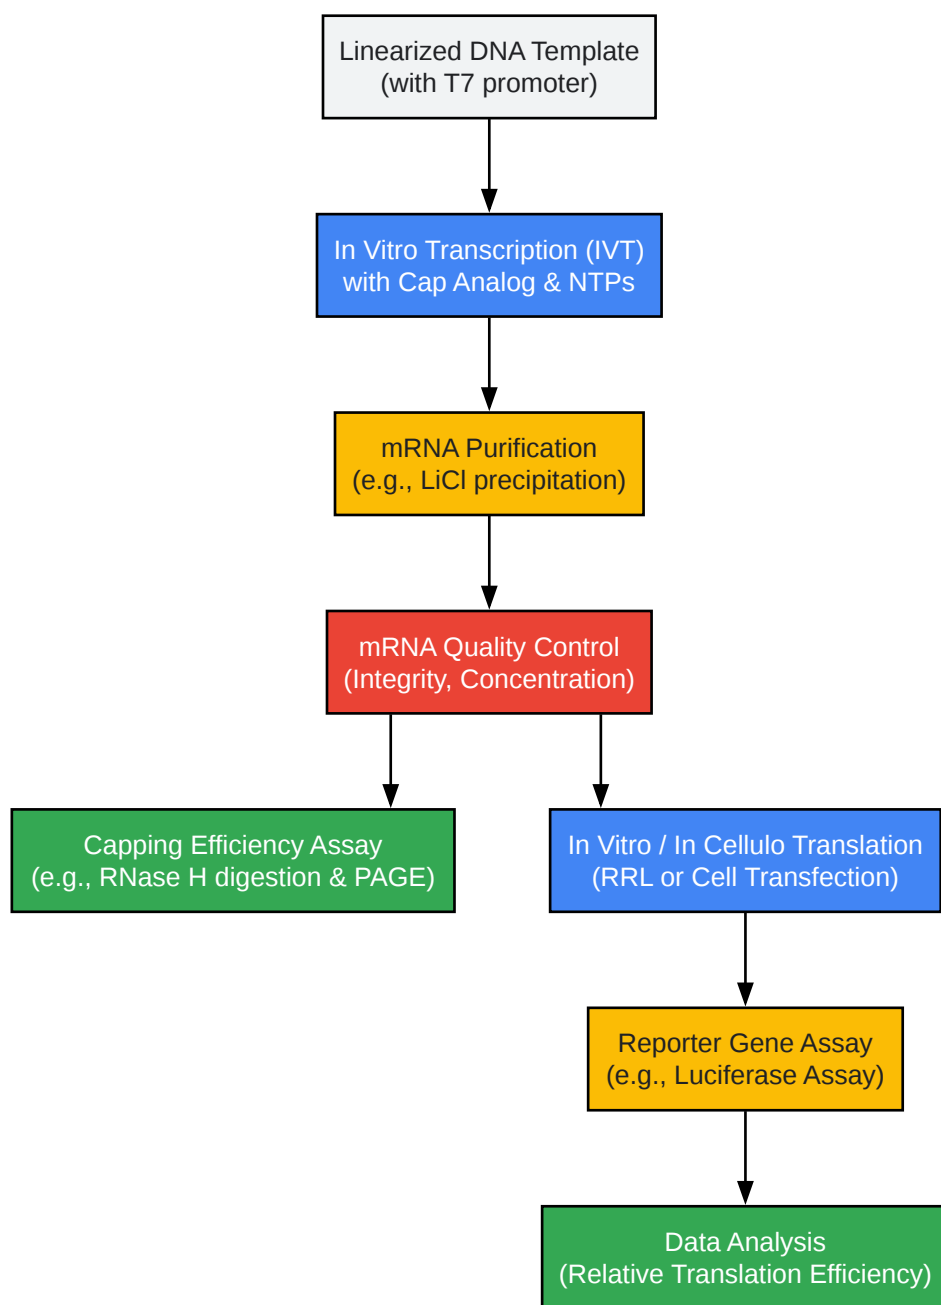 Linearized DNA Template
(with T7 promoter)
In Vitro Transcription (IVT)
with Cap Analog & NTPs
mRNA Purification
(e.g., LiCl precipitation)
mRNA Quality Control
(Integrity, Concentration)
Capping Efficiency Assay
(e.g., RNase H digestion & PAGE)
In Vitro / In Cellulo Translation
(RRL or Cell Transfection)
Reporter Gene Assay
(e.g., Luciferase Assay)
Data Analysis
(Relative Translation Efficiency)